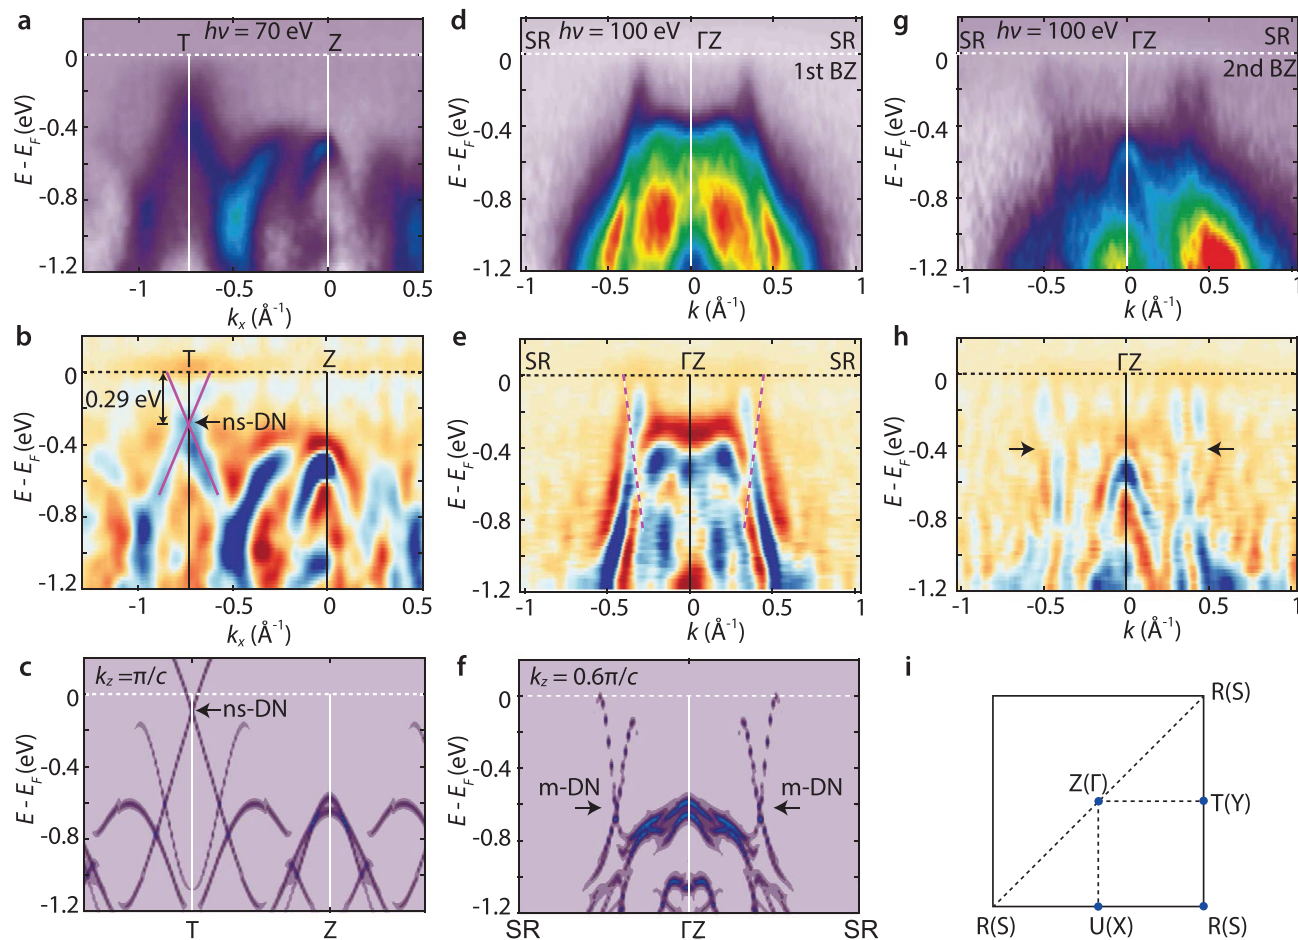 a
hν = 70 eV
T
Z
0
-0.4
-0.8
-1.2
E - E_F (eV)
-1
-0.5
0
0.5
k_x (Å⁻¹)
d
hν = 100 eV
SR
ΓZ
SR
1st BZ
0
-0.4
-0.8
-1.2
E - E_F (eV)
-1
-0.5
0
0.5
1
k (Å⁻¹)
g
hν = 100 eV
SR
ΓZ
SR
2nd BZ
0
-0.4
-0.8
-1.2
E - E_F (eV)
-1
-0.5
0
0.5
1
k (Å⁻¹)
b
T
Z
0.29 eV
ns-DN
0
-0.4
-0.8
-1.2
E - E_F (eV)
-1
-0.5
0
0.5
k_x (Å⁻¹)
e
SR
ΓZ
SR
0
-0.4
-0.8
-1.2
E - E_F (eV)
-1
-0.5
0
0.5
1
k (Å⁻¹)
h
ΓZ
0
-0.4
-0.8
-1.2
E - E_F (eV)
-1
-0.5
0
0.5
1
k (Å⁻¹)
c
k_z = π/c
ns-DN
0
-0.4
-0.8
-1.2
E - E_F (eV)
T
Z
f
k_z = 0.6π/c
m-DN
m-DN
0
-0.4
-0.8
-1.2
E - E_F (eV)
SR
ΓZ
SR
i
R(S)
Z(Γ)
T(Y)
R(S)
U(X)
R(S)